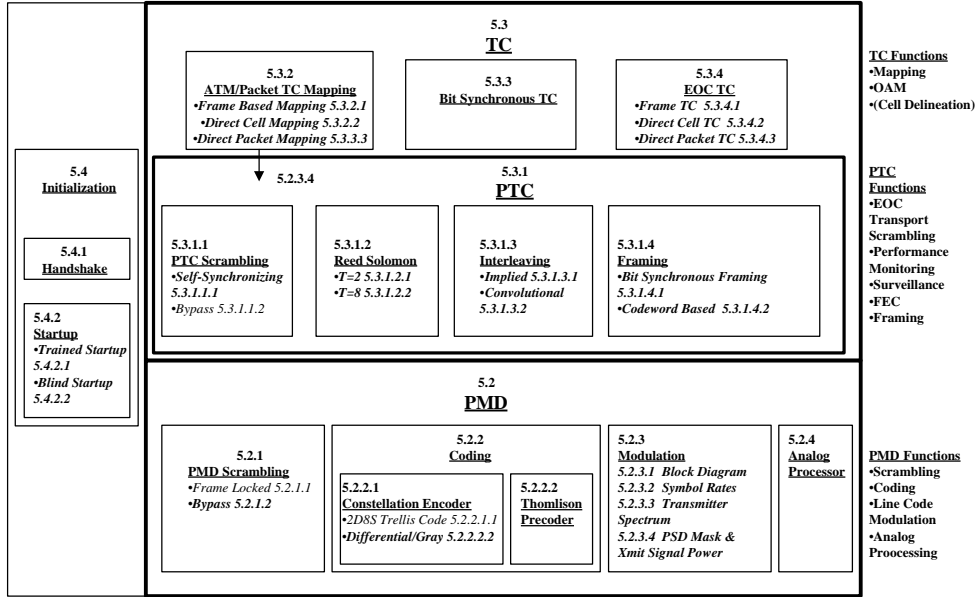 5.3
TC
5.3.2
ATM/Packet TC Mapping
•Frame Based Mapping 5.3.2.1
•Direct Cell Mapping 5.3.2.2
•Direct Packet Mapping 5.3.3.3
5.3.3
Bit Synchronous TC
5.3.4
EOC TC
•Frame TC 5.3.4.1
•Direct Cell TC 5.3.4.2
•Direct Packet TC 5.3.4.3
TC Functions
•Mapping
•OAM
•(Cell Delineation)
5.4
Initialization
5.4.1
Handshake
5.4.2
Startup
•Trained Startup
5.4.2.1
•Blind Startup
5.4.2.2
5.2.3.4
5.3.1
PTC
5.3.1.1
PTC Scrambling
•Self-Synchronizing
5.3.1.1.1
•Bypass 5.3.1.1.2
5.3.1.2
Reed Solomon
•T=2 5.3.1.2.1
•T=8 5.3.1.2.2
5.3.1.3
Interleaving
•Implied 5.3.1.3.1
•Convolutional
5.3.1.3.2
5.3.1.4
Framing
•Bit Synchronous Framing
5.3.1.4.1
•Codeword Based 5.3.1.4.2
PTC
Functions
•EOC
Transport
Scrambling
•Performance
Monitoring
•Surveillance
•FEC
•Framing
5.2
PMD
5.2.1
PMD Scrambling
•Frame Locked 5.2.1.1
•Bypass 5.2.1.2
5.2.2
Coding
5.2.2.1
Constellation Encoder
•2D8S Trellis Code 5.2.2.1.1
•Differential/Gray 5.2.2.2.2
5.2.2.2
Thomlison
Precoder
5.2.3
Modulation
5.2.3.1 Block Diagram
5.2.3.2 Symbol Rates
5.2.3.3 Transmitter
Spectrum
5.2.3.4 PSD Mask &
Xmit Signal Power
5.2.4
Analog
Processor
PMD Functions
•Scrambling
•Coding
•Line Code
Modulation
•Analog
Proocessing